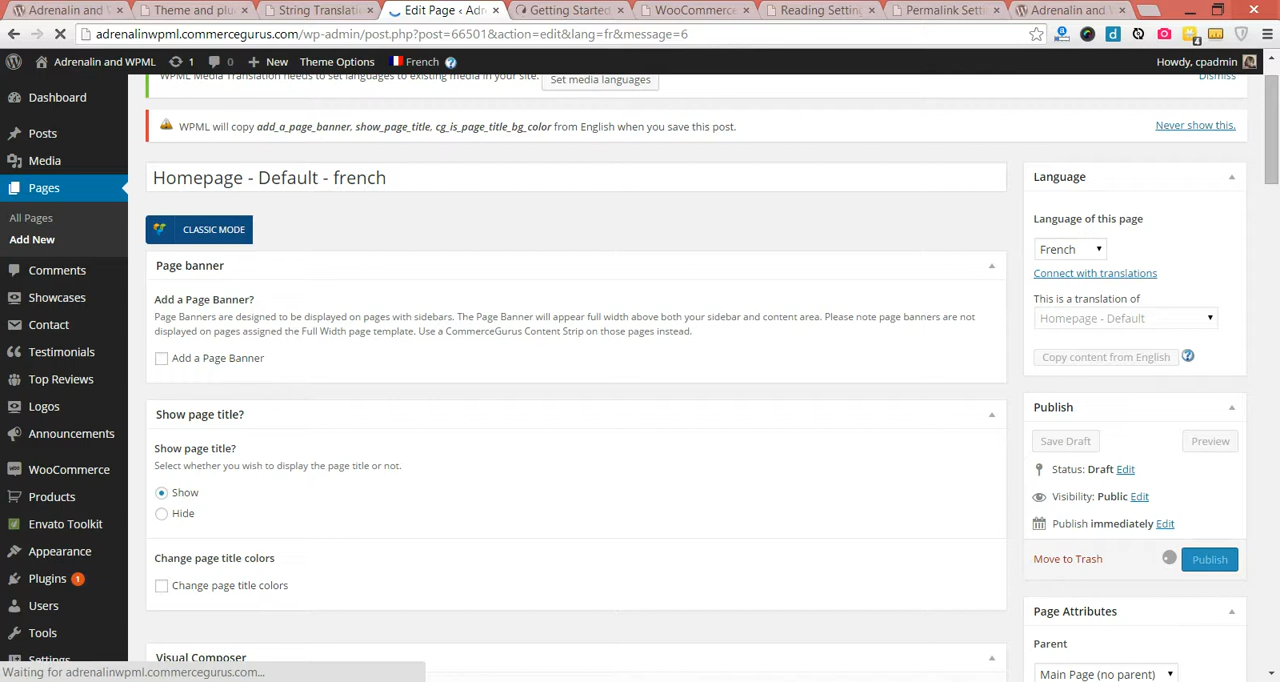 Adrenalin and W
Theme and plu
String Translati
Edit Page ‹ Adre
Getting Started
WooCommerce
Reading Settin
Permalink Setti
Adrenalin and W
adrenalinwpml.commercegurus.com/wp-admin/post.php?post=66501&action=edit&lang=fr&message=6
Adrenalin and WPML
1
0
New
Theme Options
French
Howdy, cpadmin
WPML Media Translation needs to set languages to existing media in your site.
Set media languages
Dismiss
WPML will copy add_a_page_banner, show_page_title, cg_is_page_title_bg_color from English when you save this post.
Never show this.
Dashboard
Posts
Media
Pages
All Pages
Add New
Comments
Showcases
Contact
Testimonials
Top Reviews
Logos
Announcements
WooCommerce
Products
Envato Toolkit
Appearance
Plugins 1
Users
Tools
Settings
Homepage - Default - french
CLASSIC MODE
Page banner
Add a Page Banner?
Page Banners are designed to be displayed on pages with sidebars. The Page Banner will appear full width above both your sidebar and content area. Please note page banners are not
displayed on pages assigned the Full Width page template. Use a CommerceGurus Content Strip on those pages instead.
Add a Page Banner
Show page title?
Show page title?
Select whether you wish to display the page title or not.
Show
Hide
Change page title colors
Change page title colors
Visual Composer
Language
Language of this page
French
Connect with translations
This is a translation of
Homepage - Default
Copy content from English
Publish
Save Draft
Preview
Status: Draft Edit
Visibility: Public Edit
Publish immediately Edit
Move to Trash
Publish
Page Attributes
Parent
Main Page (no parent)
Waiting for adrenalinwpml.commercegurus.com...